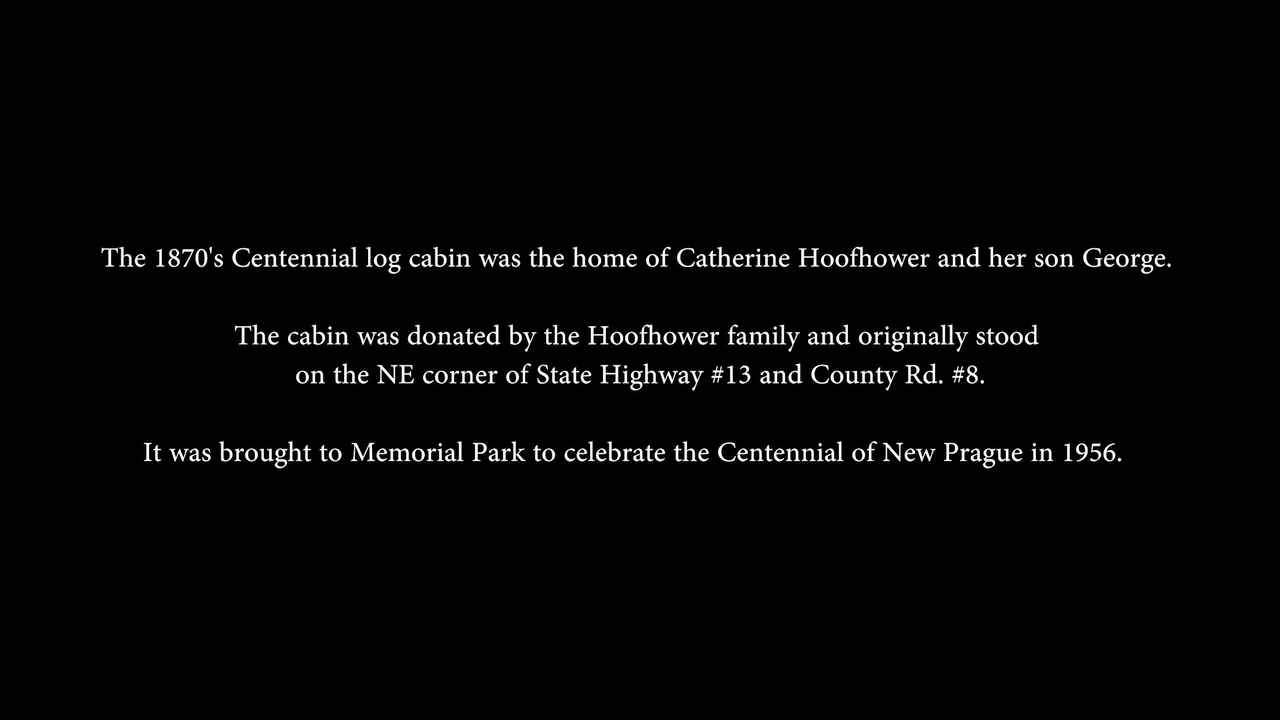 The 1870's Centennial log cabin was the home of Catherine Hoofhower and her son George.
The cabin was donated by the Hoofhower family and originally stood
on the NE corner of State Highway #13 and County Rd. #8.
It was brought to Memorial Park to celebrate the Centennial of New Prague in 1956.